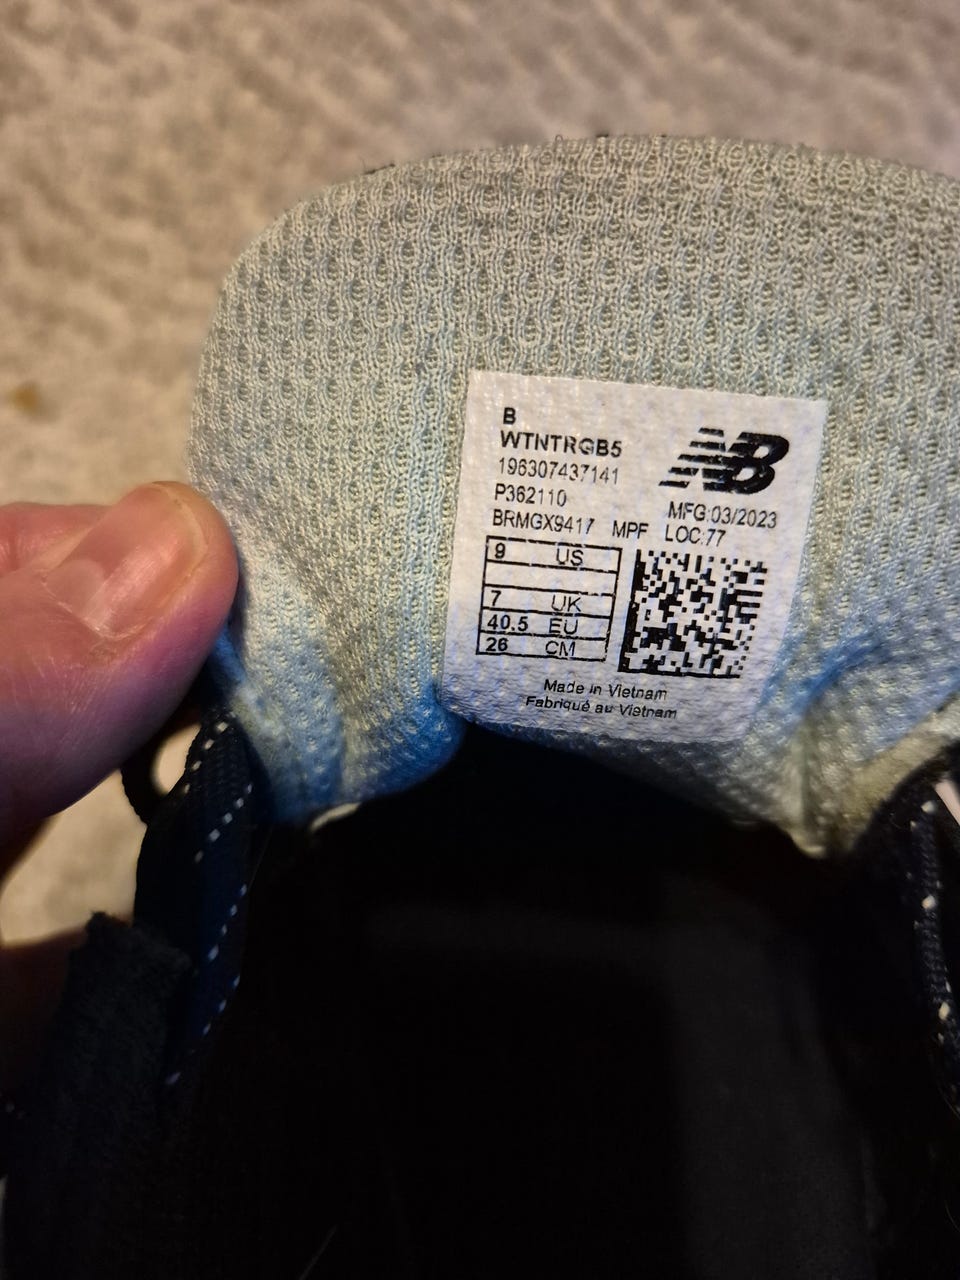 B
WTNTRGB5
196307437141
P362110
BRMGX9417 MPF
NB
MFG:03/2023
LOC:77
9 US
7 UK
40.5 EU
26 CM
Made in Vietnam
Fabriqué au Vietnam